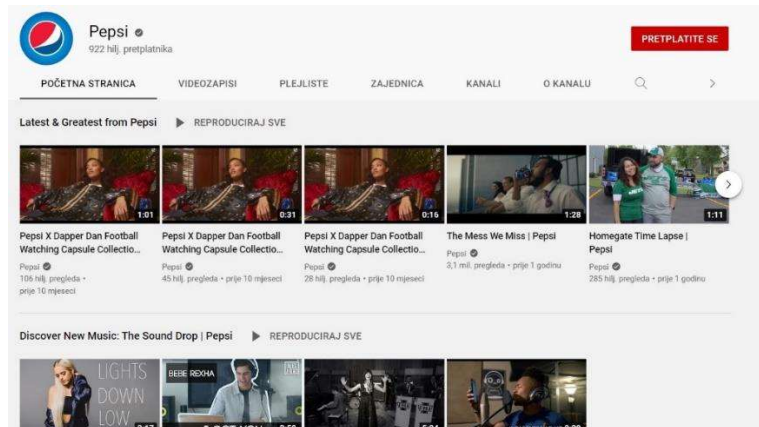 Pepsi
922 hilj. pretplatnika
PRETPLATITE SE
POČETNA STRANICA VIDEOZAPISI PLEJLISTE ZAJEDNICA KANALI O KANALU
Latest & Greatest from Pepsi REPRODUCIRAJ SVE
1:01 0:31 0:16 1:28 1:11
Pepsi X Dapper Dan Football Pepsi X Dapper Dan Football Pepsi X Dapper Dan Football The Mess We Miss | Pepsi Homegate Time Lapse |
Watching Capsule Collectio... Watching Capsule Collectio... Watching Capsule Collectio... Pepsi
Pepsi Pepsi Pepsi Pepsi Pepsi
106 hilj. pregleda • 45 hilj. pregleda • prije 10 mjeseci 28 hilj. pregleda • prije 10 mjeseci 3,1 mil. pregleda • prije 1 godinu 285 hilj. pregleda • prije 1 godinu
prije 10 mjeseci
Discover New Music: The Sound Drop | Pepsi REPRODUCIRAJ SVE
LIGHTS BEBE REXHA
DOWN
LOW